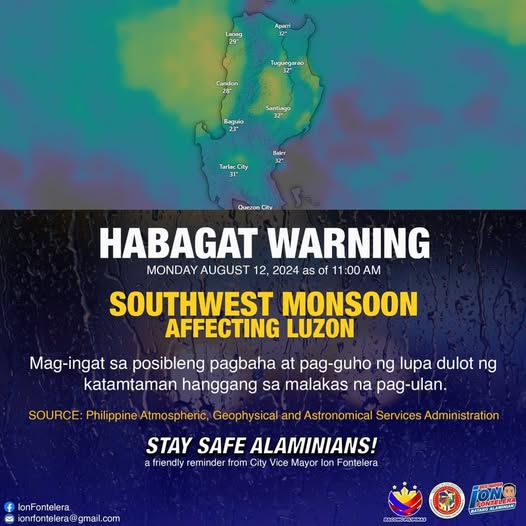 Aparri
32°
Laoag
29°
Tuguegarao
32°
Candon
28°
Santiago
32°
Baguio
23°
Baler
32°
Tarlac City
31°
Quezon City
HABAGAT WARNING
MONDAY AUGUST 12, 2024 as of 11:00 AM
SOUTHWEST MONSOON
AFFECTING LUZON
Mag-ingat sa posibleng pagbaha at pag-guho ng lupa dulot ng
katamtaman hanggang sa malakas na pag-ulan.
SOURCE: Philippine Atmospheric, Geophysical and Astronomical Services Administration
STAY SAFE ALAMINIANS!
a friendly reminder from City Vice Mayor Ion Fontelera
IonFontelera
ionnfontelera@gmail.com
BAGONG PILIPINAS
ION
FONTELERA
BATANG ALAMINIAN